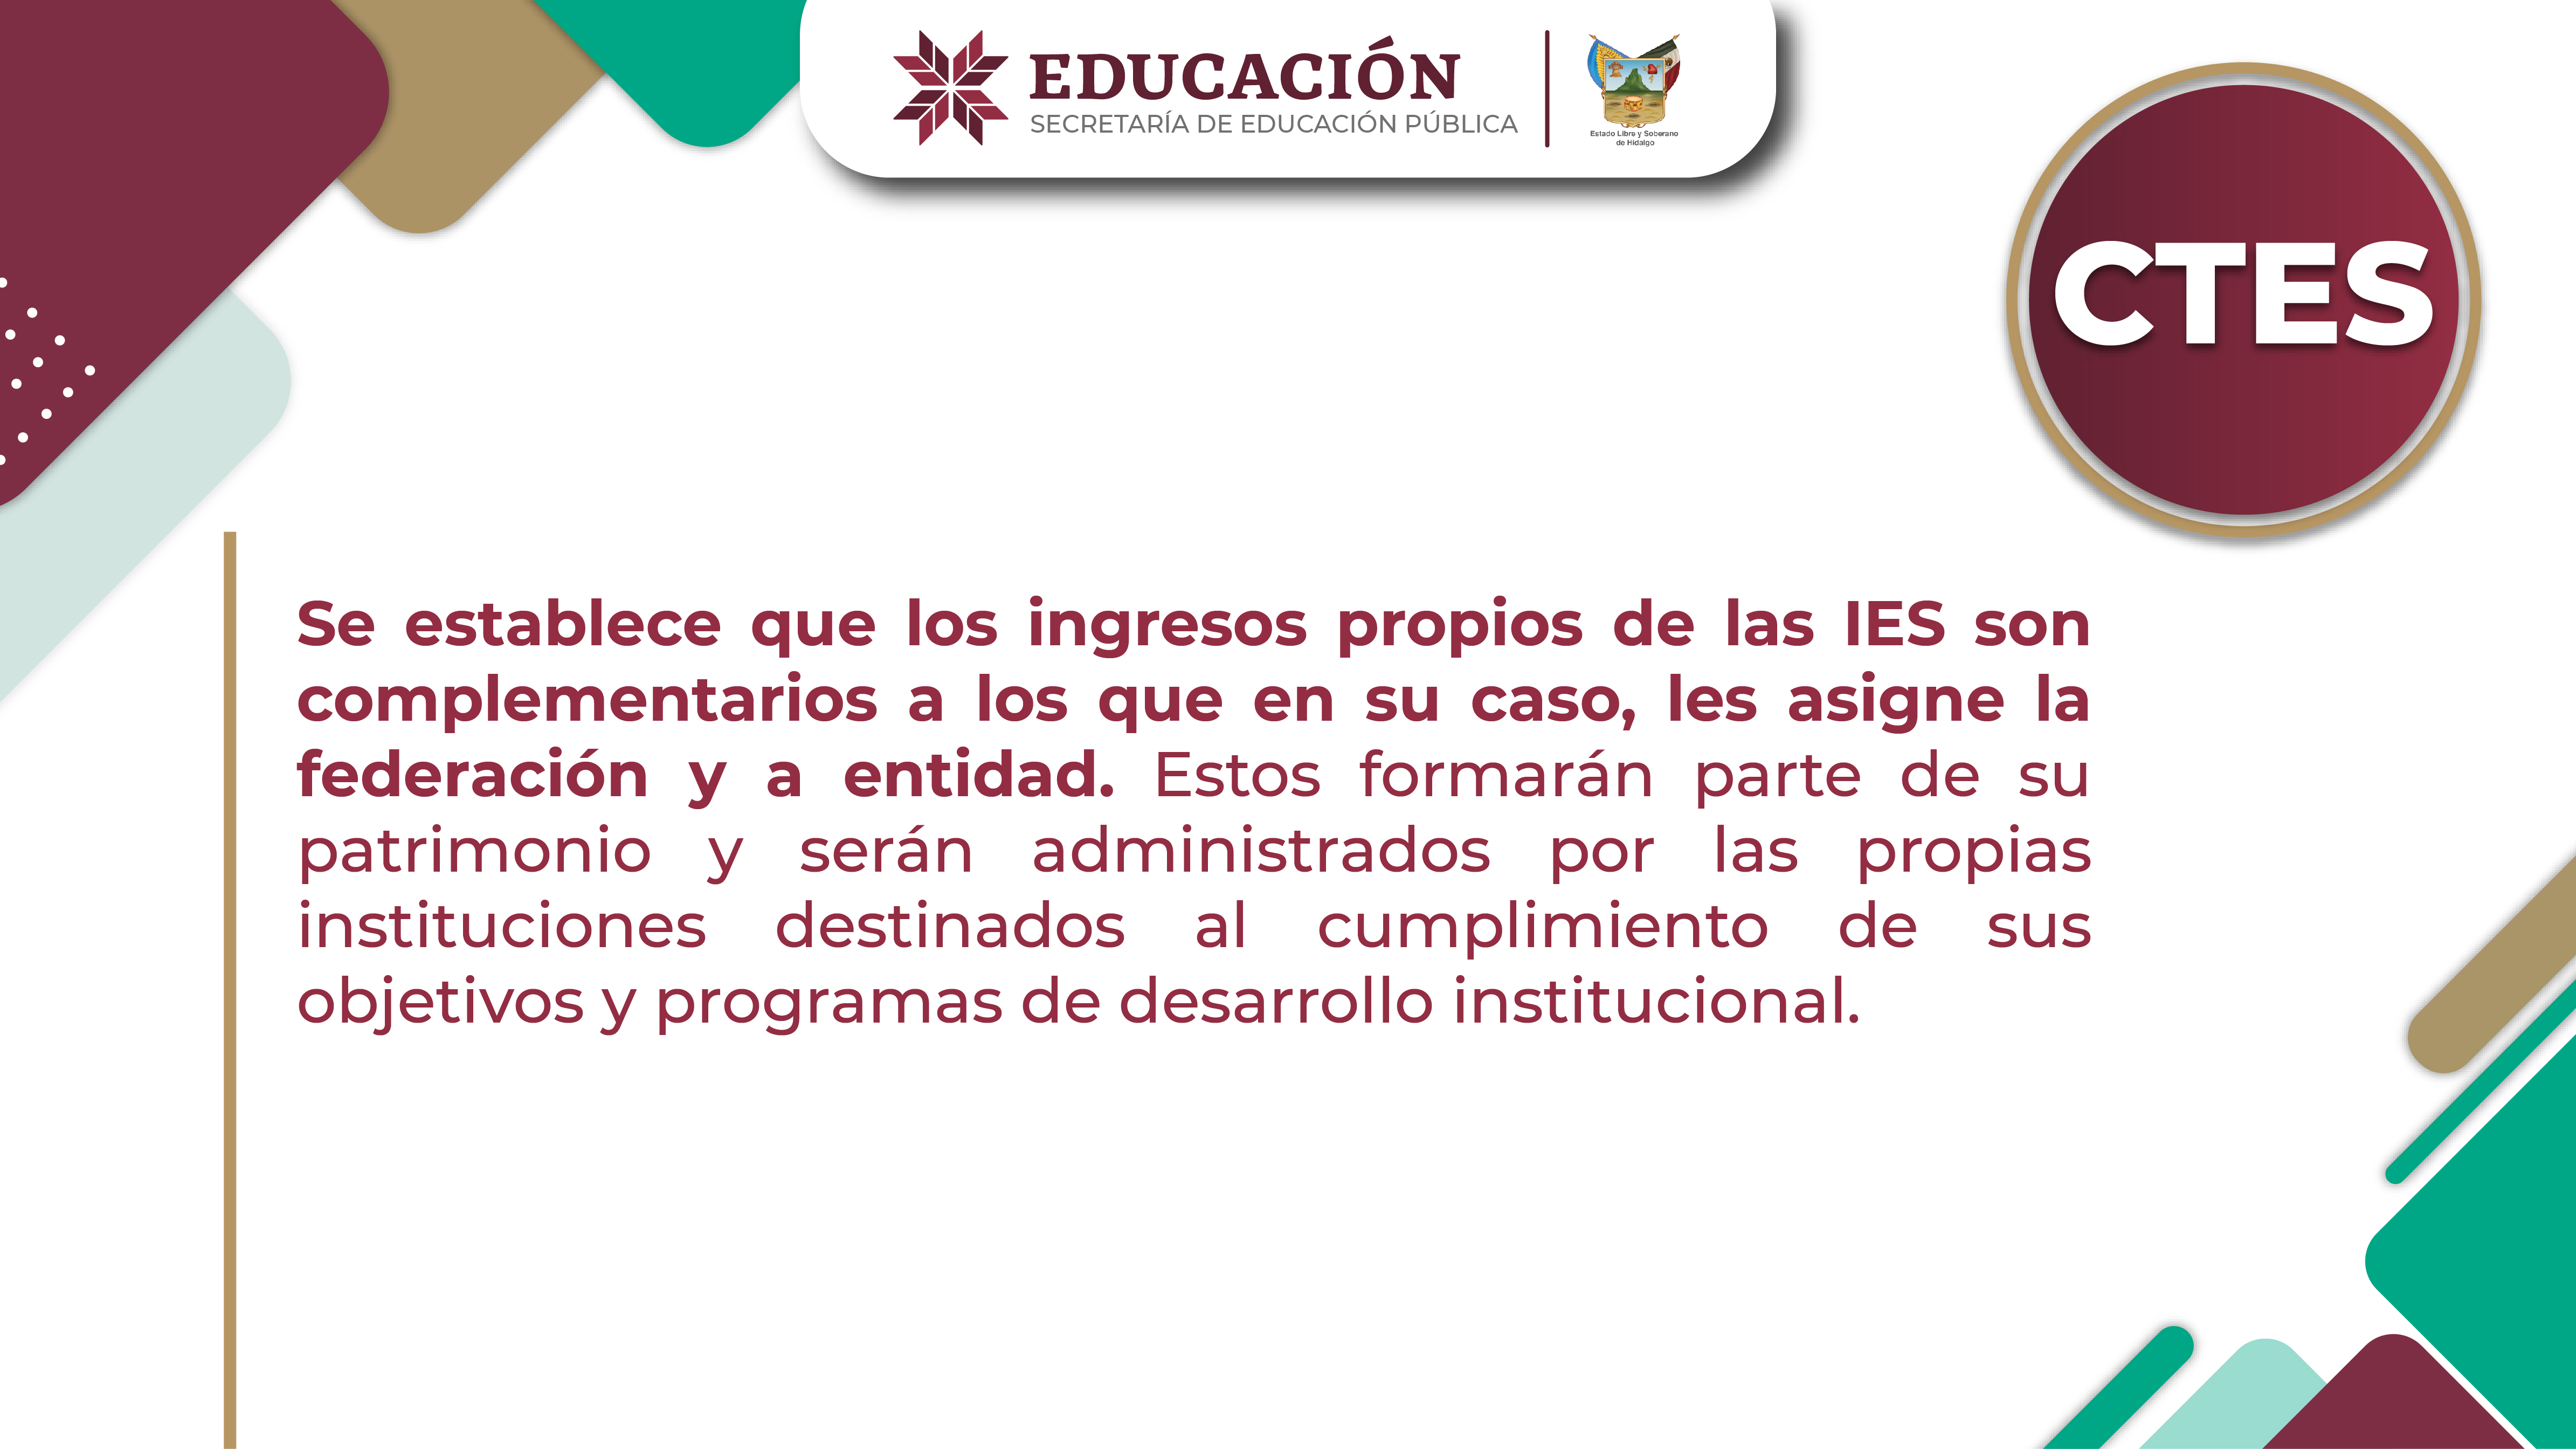 EDUCACIÓN
SECRETARÍA DE EDUCACIÓN PÚBLICA
Estado Libre y Soberano
de Hidalgo
CTES
Se establece que los ingresos propios de las IES son
complementarios a los que en su caso, les asigne la
federación y a entidad. Estos formarán parte de su
patrimonio y serán administrados por las propias
instituciones destinados al cumplimiento de sus
objetivos y programas de desarrollo institucional.